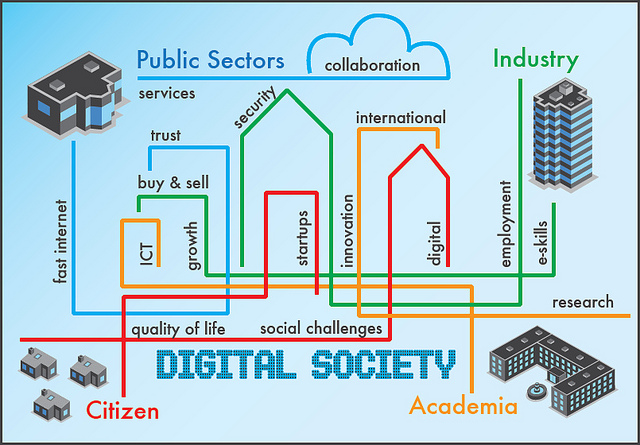 Public Sectors
collaboration
Industry
services
security
international
trust
buy & sell
fast internet
ICT
growth
startups
innovation
digital
employment
e-skills
research
quality of life
social challenges
DIGITAL SOCIETY
Citizen
Academia